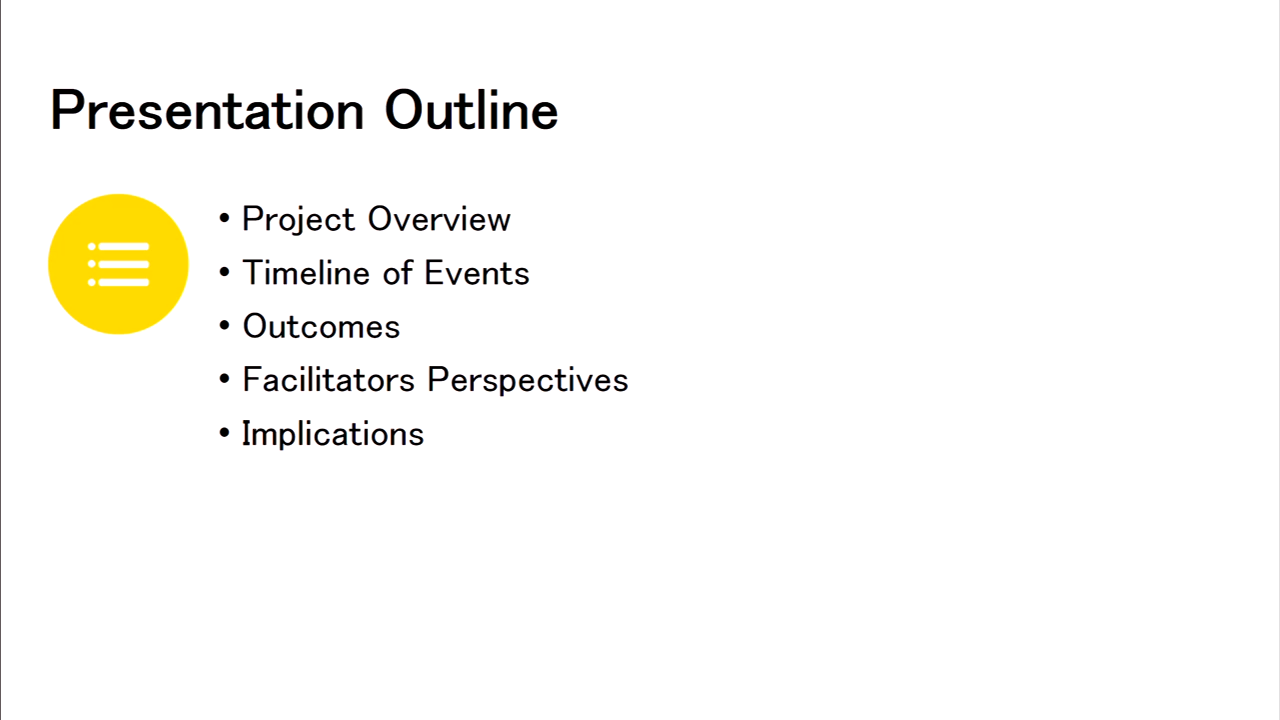 Presentation Outline
• Project Overview
• Timeline of Events
• Outcomes
• Facilitators Perspectives
• Implications